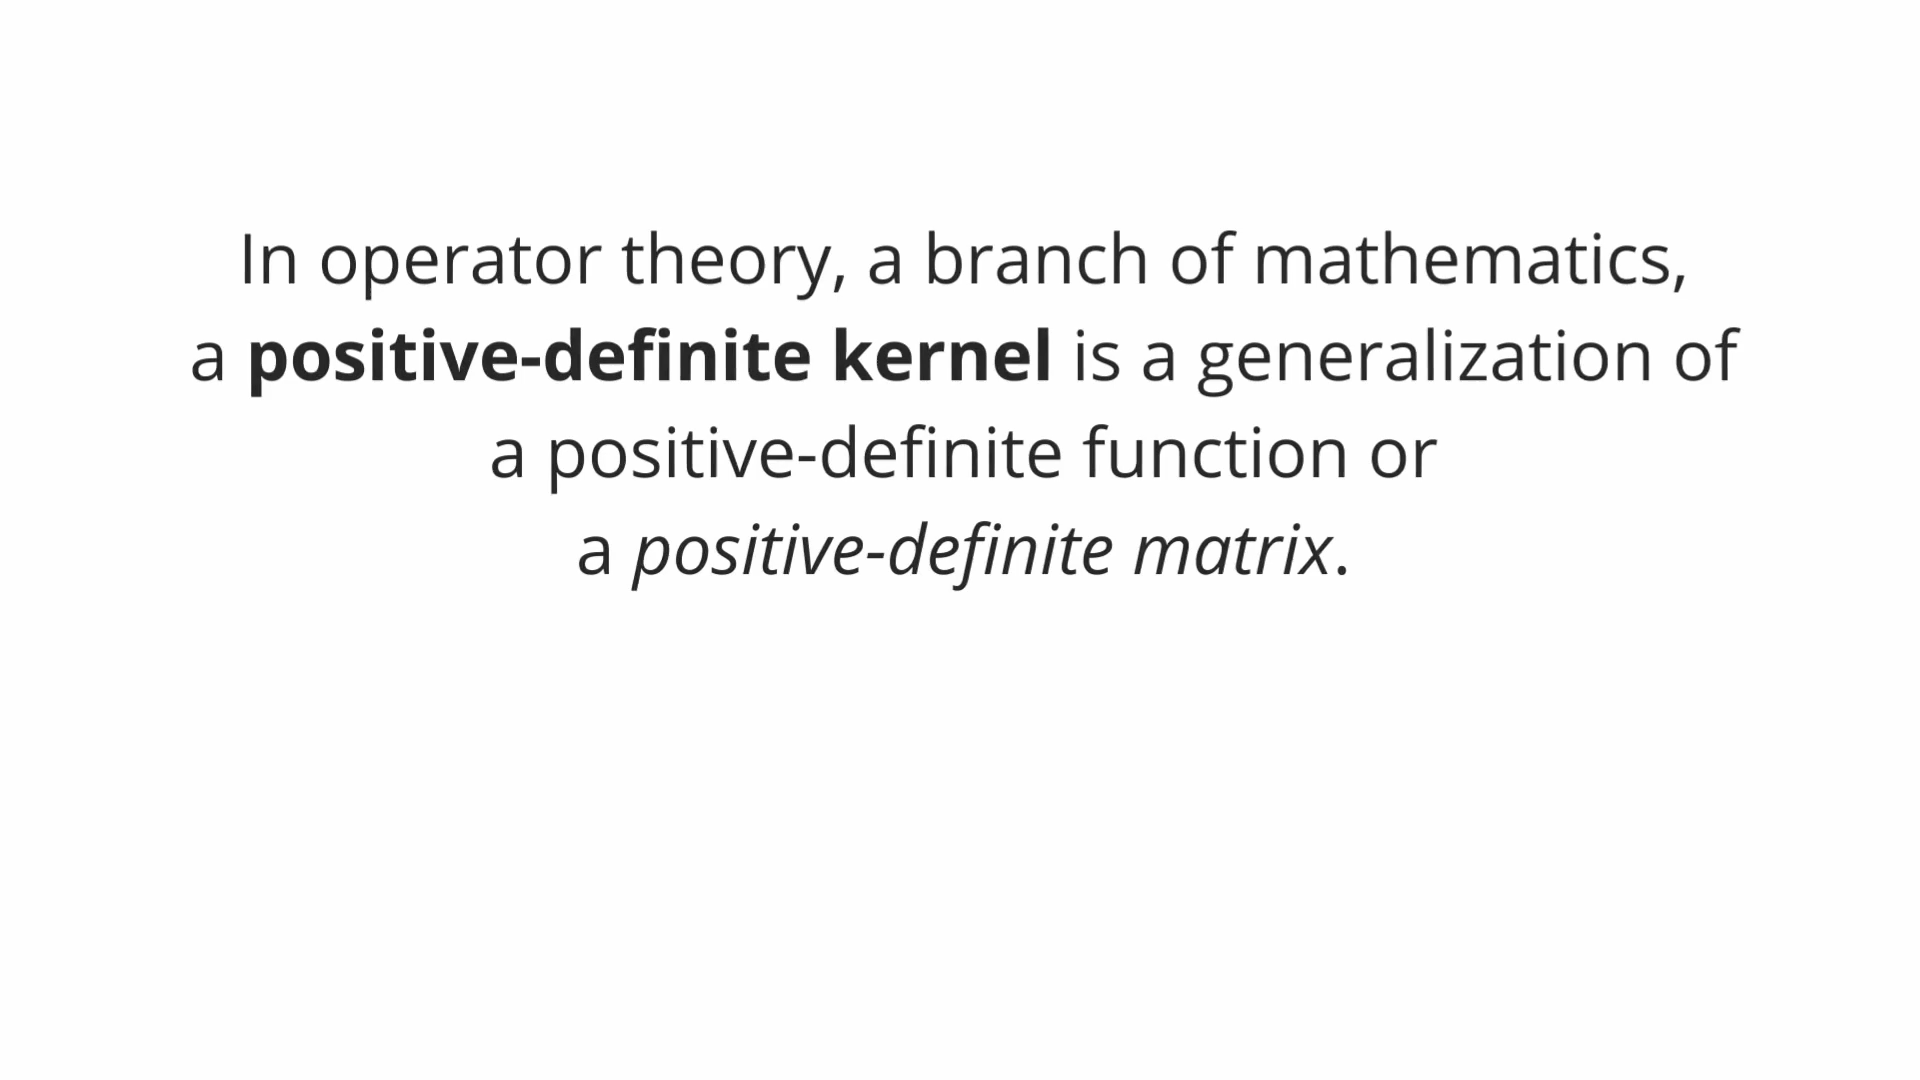 In operator theory, a branch of mathematics,
a positive-definite kernel is a generalization of
a positive-definite function or
a positive-definite matrix.